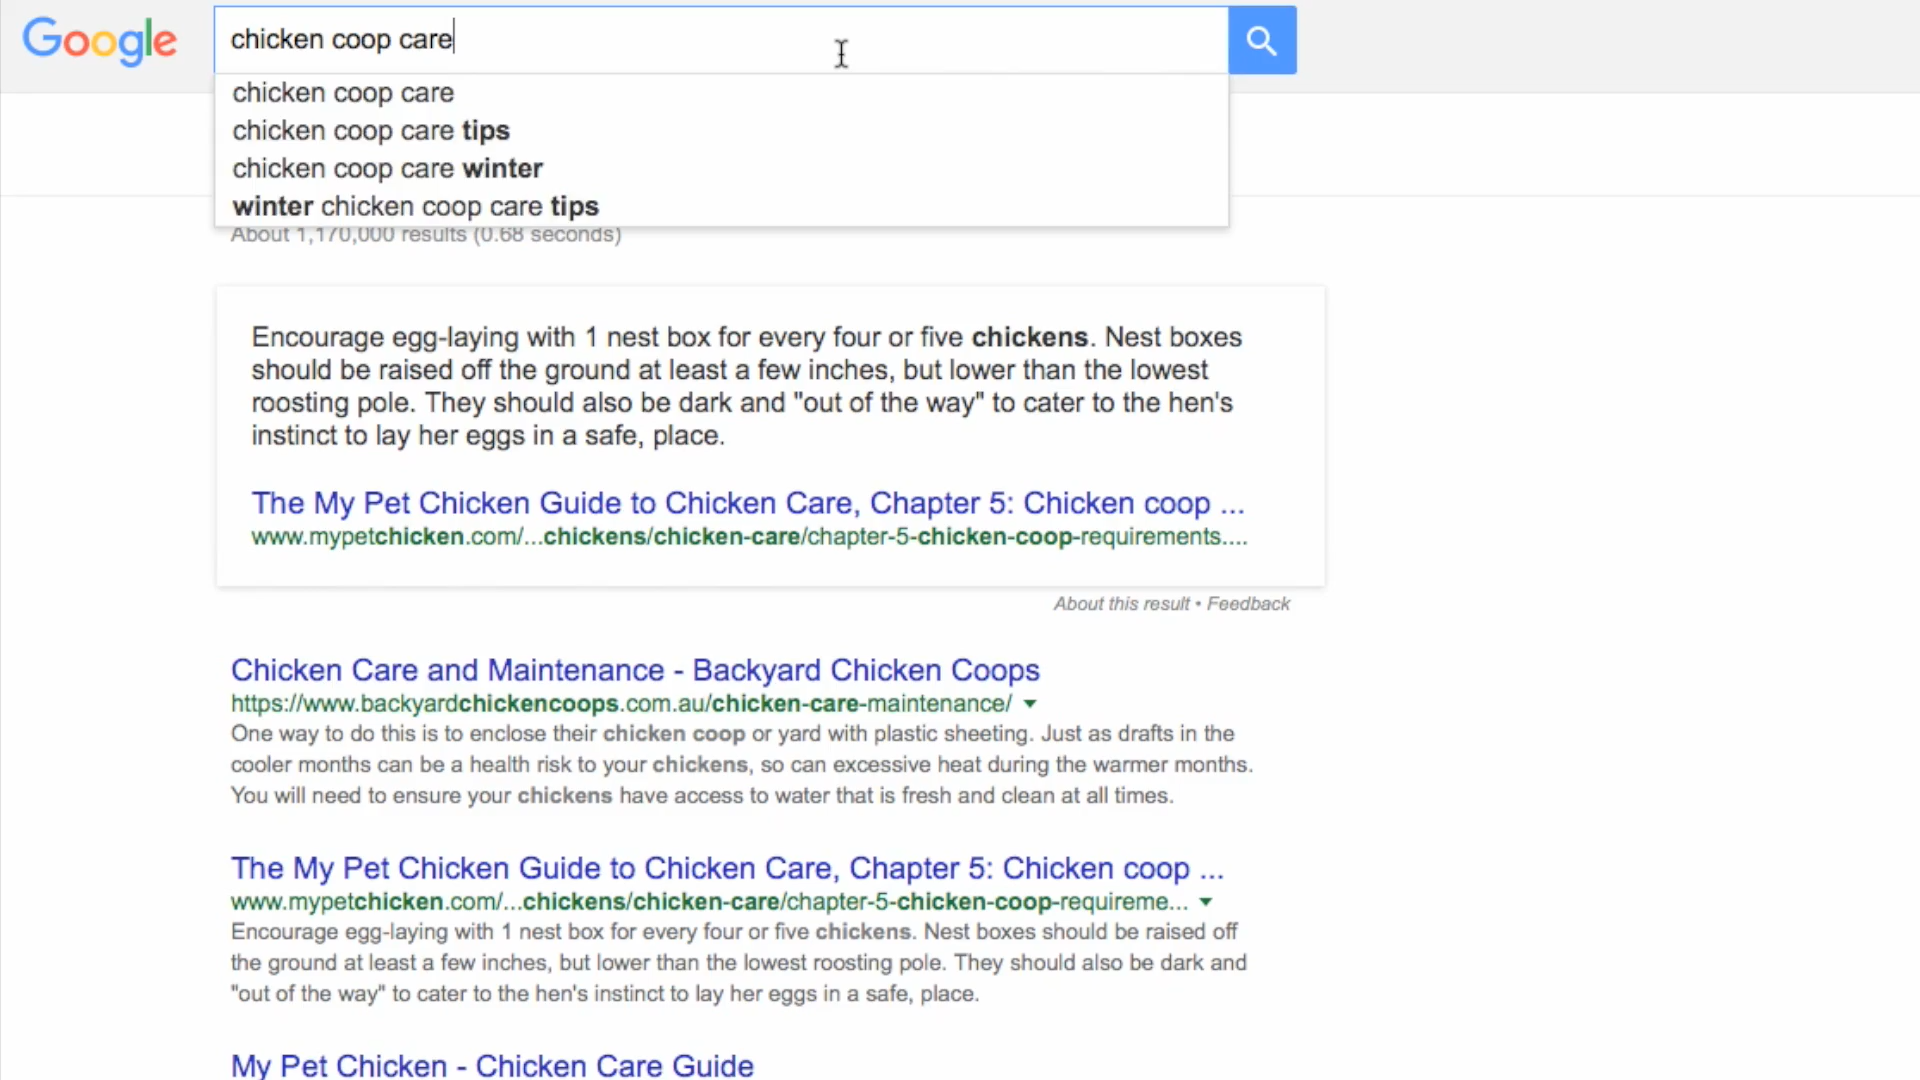 Google
chicken coop care
chicken coop care
chicken coop care tips
chicken coop care winter
winter chicken coop care tips
About 1,170,000 results (0.68 seconds)
Encourage egg-laying with 1 nest box for every four or five chickens. Nest boxes
should be raised off the ground at least a few inches, but lower than the lowest
roosting pole. They should also be dark and "out of the way" to cater to the hen's
instinct to lay her eggs in a safe, place.
The My Pet Chicken Guide to Chicken Care, Chapter 5: Chicken coop ...
www.mypetchicken.com/...chickens/chicken-care/chapter-5-chicken-coop-requirements....
About this result • Feedback
Chicken Care and Maintenance - Backyard Chicken Coops
https://www.backyardchickencoops.com.au/chicken-care-maintenance/
One way to do this is to enclose their chicken coop or yard with plastic sheeting. Just as drafts in the
cooler months can be a health risk to your chickens, so can excessive heat during the warmer months.
You will need to ensure your chickens have access to water that is fresh and clean at all times.
The My Pet Chicken Guide to Chicken Care, Chapter 5: Chicken coop ...
www.mypetchicken.com/...chickens/chicken-care/chapter-5-chicken-coop-requireme...
Encourage egg-laying with 1 nest box for every four or five chickens. Nest boxes should be raised off
the ground at least a few inches, but lower than the lowest roosting pole. They should also be dark and
"out of the way" to cater to the hen's instinct to lay her eggs in a safe, place.
My Pet Chicken - Chicken Care Guide